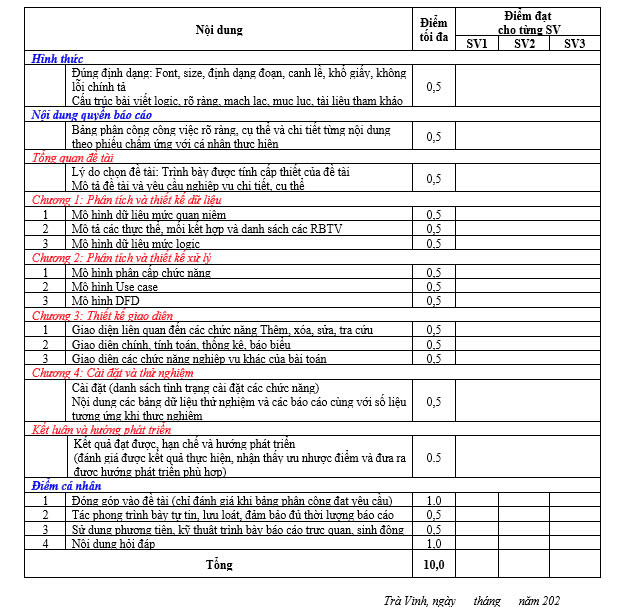 Nội dung Điểm tối đa Điểm đạt cho từng SV
SV1 SV2 SV3
Hình thức
Đúng định dạng: Font, size, định dạng đoạn, canh lề, khổ giấy, không
lỗi chính tả
Cấu trúc bài viết logic, rõ ràng, mạch lạc, mục lục, tài liệu tham khảo
0,5
Nội dung quyển báo cáo
Bảng phân công công việc rõ ràng, cụ thể và chi tiết từng nội dung
theo phiếu chấm ứng với cá nhân thực hiện
0,5
Tổng quan đề tài
Lý do chọn đề tài: Trình bày được tính cấp thiết của đề tài
Mô tả đề tài và yêu cầu nghiệp vụ chi tiết, cụ thể
0,5
Chương 1: Phân tích và thiết kế dữ liệu
1 Mô hình dữ liệu mức quan niệm 0,5
2 Mô tả các thực thể, mối kết hợp và danh sách các RBTV 0,5
3 Mô hình dữ liệu mức logic 0,5
Chương 2: Phân tích và thiết kế xử lý
1 Mô hình phân cấp chức năng 0,5
2 Mô hình Use case 0,5
3 Mô hình DFD 0,5
Chương 3: Thiết kế giao diện
1 Giao diện liên quan đến các chức năng Thêm, xóa, sửa, tra cứu 0,5
2 Giao diện chính, tính toán, thống kê, báo biểu 0,5
3 Giao diện các chức năng nghiệp vụ khác của bài toán 0,5
Chương 4: Cài đặt và thử nghiệm
Cài đặt (danh sách tình trạng cài đặt các chức năng)
Nội dung các bảng dữ liệu thử nghiệm và các báo cáo cùng với số liệu
tương ứng khi thực nghiệm
0,5
Kết luận và hướng phát triển
Kết quả đạt được, hạn chế và hướng phát triển
(đánh giá được kết quả thực hiện, nhận thấy ưu nhược điểm và đưa ra
được hướng phát triển phù hợp)
0.5
Điểm cá nhân
1 Đóng góp vào đề tài (chỉ đánh giá khi bảng phân công đạt yêu cầu) 1.0
2 Tác phong trình bày tự tin, lưu loát, đảm bảo đủ thời lượng báo cáo 0,5
3 Sử dụng phương tiện, kỹ thuật trình bày báo cáo trực quan, sinh động 0,5
4 Nội dung hỏi đáp 1,0
Tổng 10,0
Trà Vinh, ngày tháng năm 202